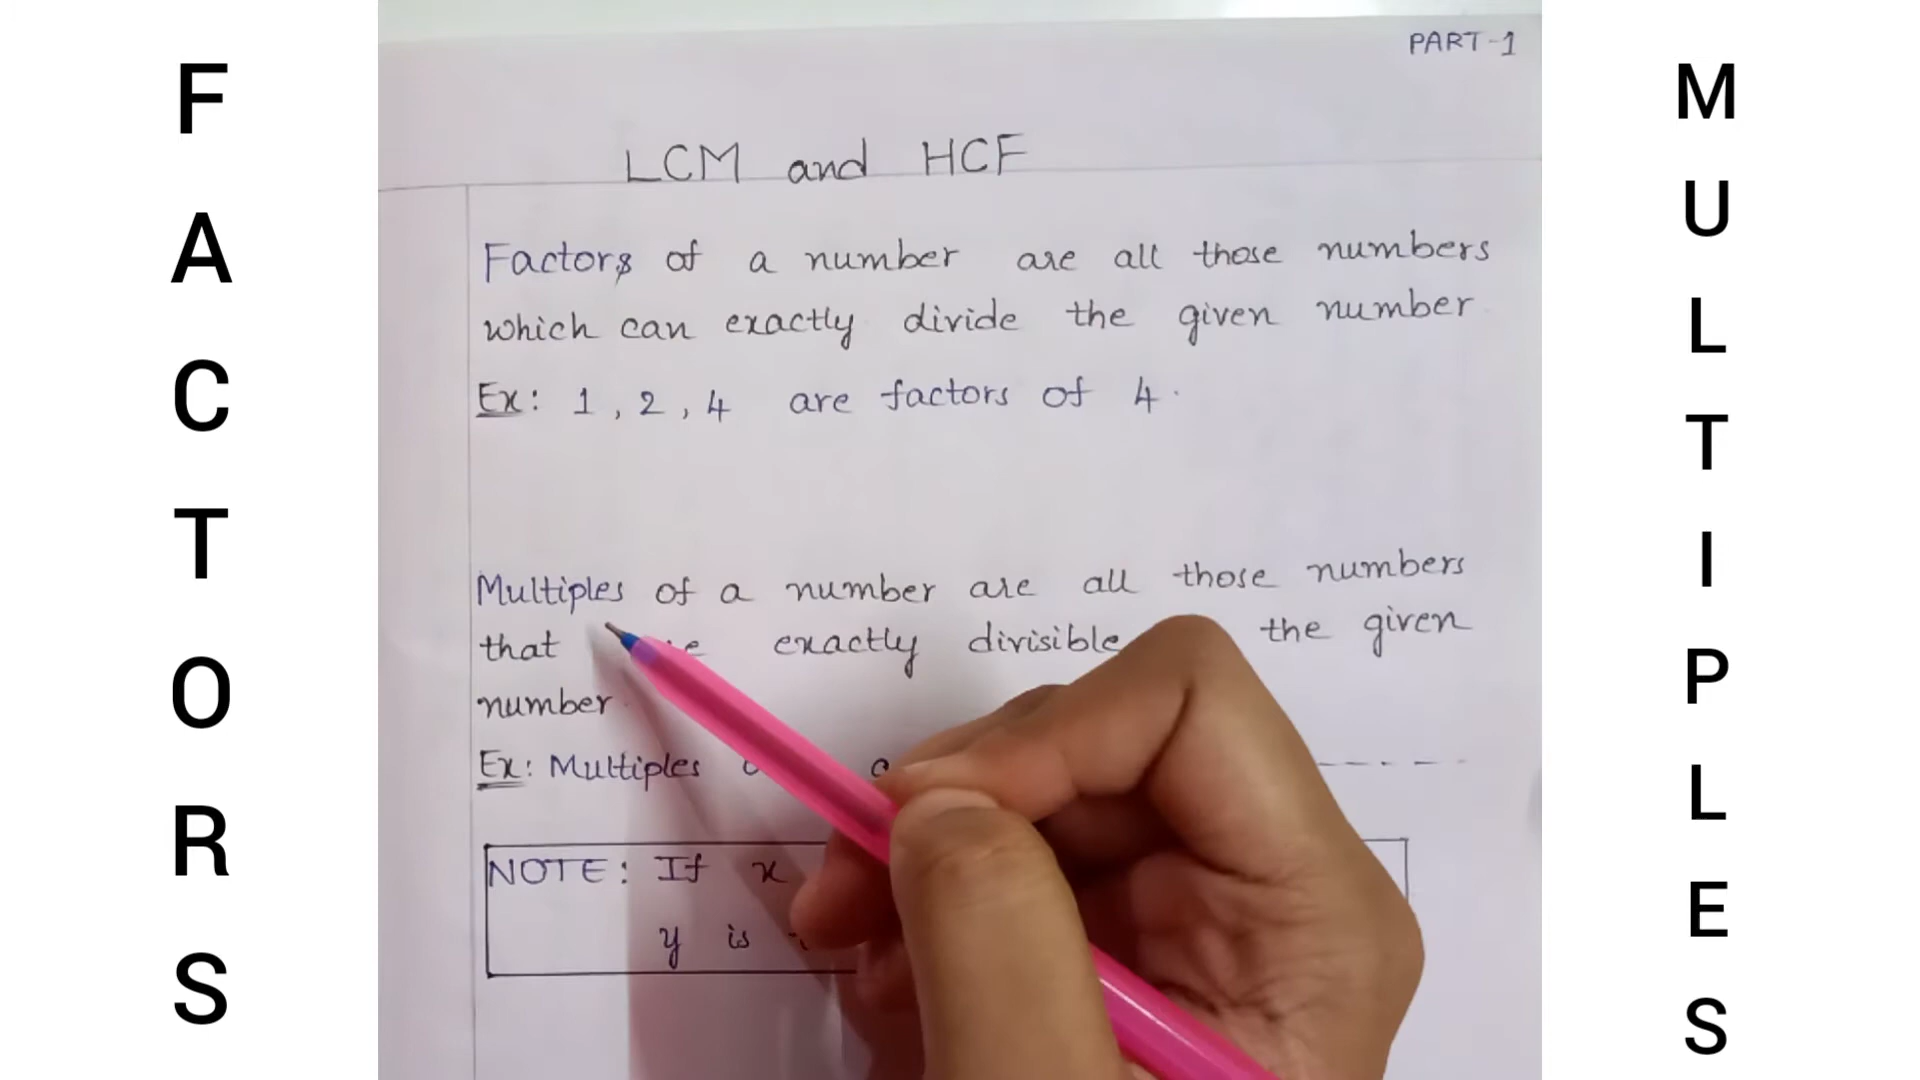 FACTORS
PART-1
LCM and HCF
Factors of a number are all those numbers
which can exactly divide the given number
Ex: 1, 2, 4 are factors of 4.
Multiples of a number are all those numbers
that exactly divisible the given
number
Ex: Multiples
NOTE: If x
y is
MULTIPLES